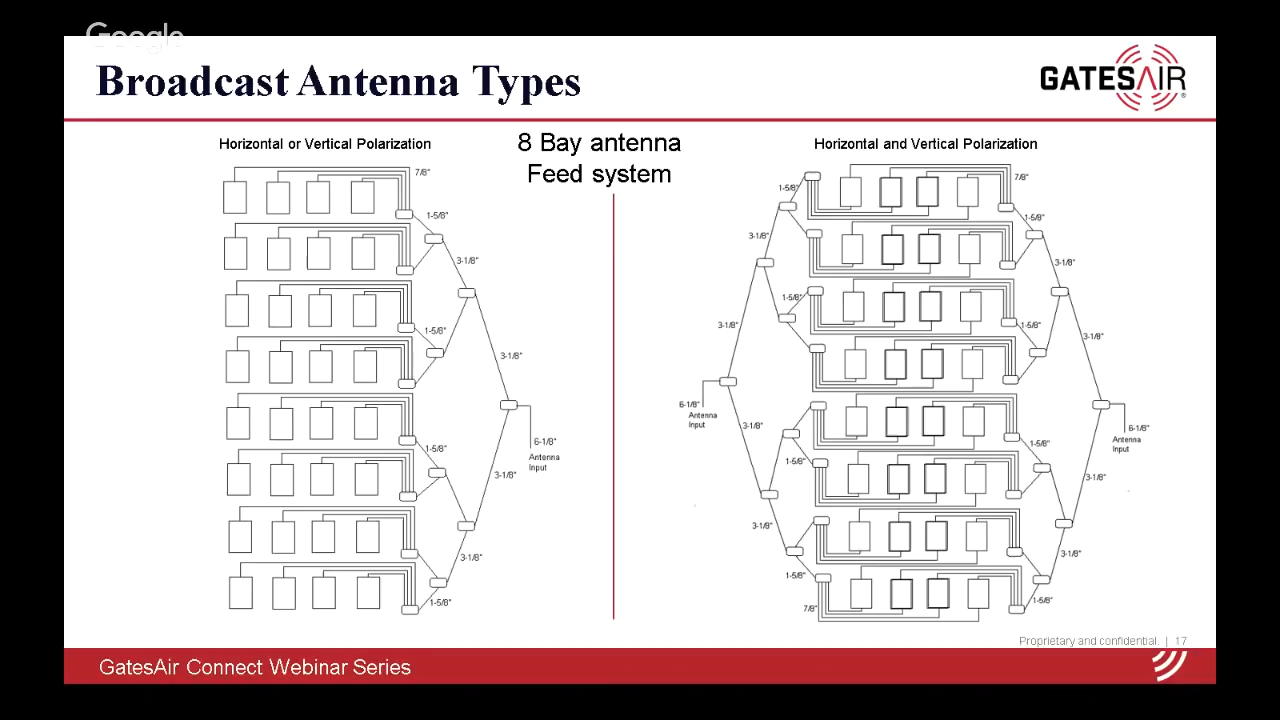 Google
Broadcast Antenna Types
GATESAIR®
Horizontal or Vertical Polarization
8 Bay antenna
Feed system
Horizontal and Vertical Polarization
7/8"
1-5/8"
3-1/8"
1-5/8"
3-1/8"
6-1/8"
Antenna
Input
1-5/8"
3-1/8"
3-1/8"
1-5/8"
1-5/8"
3-1/8"
1-5/8"
3-1/8"
6-1/8"
Antenna
Input
3-1/8"
1-5/8"
3-1/8"
1-5/8"
7/8"
7/8"
1-5/8"
3-1/8"
1-5/8"
3-1/8"
6-1/8"
Antenna
Input
1-5/8"
3-1/8"
3-1/8"
1-5/8"
Proprietary and confidential. | 17
GatesAir Connect Webinar Series